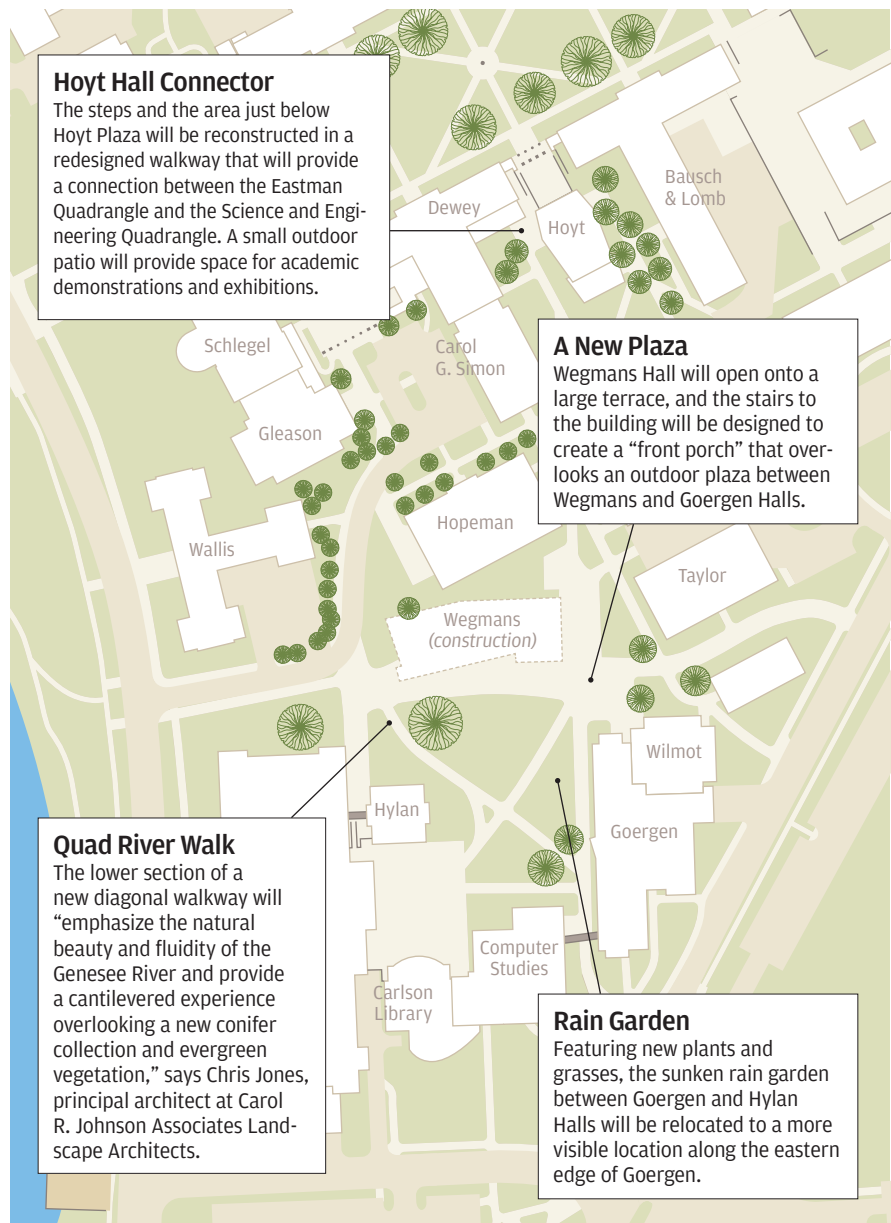 Hoyt Hall Connector
The steps and the area just below
Hoyt Plaza will be reconstructed in a
redesigned walkway that will provide
a connection between the Eastman
Quadrangle and the Science and Engi-
neering Quadrangle. A small outdoor
patio will provide space for academic
demonstrations and exhibitions.
Dewey
Hoyt
Bausch
& Lomb
Schlegel
Carol
G. Simon
Gleason
A New Plaza
Wegmans Hall will open onto a
large terrace, and the stairs to
the building will be designed to
create a “front porch” that over-
looks an outdoor plaza between
Wegmans and Goergen Halls.
Hopeman
Wallis
Taylor
Wegmans
(construction)
Wilmot
Hylan
Goergen
Quad River Walk
The lower section of a
new diagonal walkway will
“emphasize the natural
beauty and fluidity of the
Genesee River and provide
a cantilevered experience
overlooking a new conifer
collection and evergreen
vegetation,” says Chris Jones,
principal architect at Carol
R. Johnson Associates Land-
scape Architects.
Computer
Studies
Carlson
Library
Rain Garden
Featuring new plants and
grasses, the sunken rain garden
between Goergen and Hylan
Halls will be relocated to a more
visible location along the eastern
edge of Goergen.